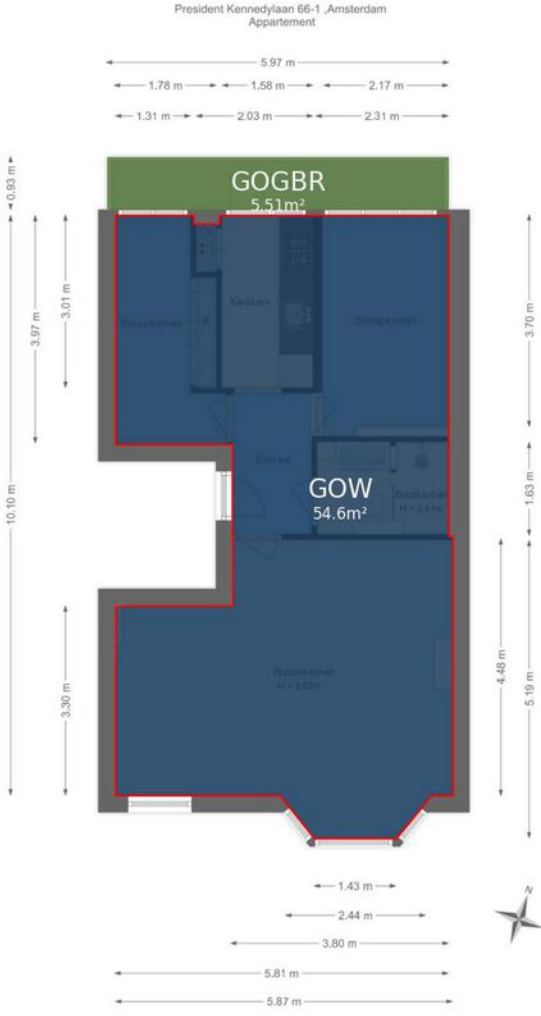 President Kennedylaan 66-1 ,Amsterdam
Appartement
5.97 m
1.78 m
1.58 m
2.17 m
1.31 m
2.03 m
2.31 m
0.93 m
GOGBR
5.51m²
3.01 m
3.97 m
10.10 m
3.70 m
Keuken
Slaapkamer
K
Slaapkamer
Entree
GOW
54.6m²
Badkamer
H = 2,41m
1.63 m
Woonkamer
3.30 m
4.48 m
5.19 m
1.43 m
2.44 m
3.80 m
5.81 m
5.87 m
N